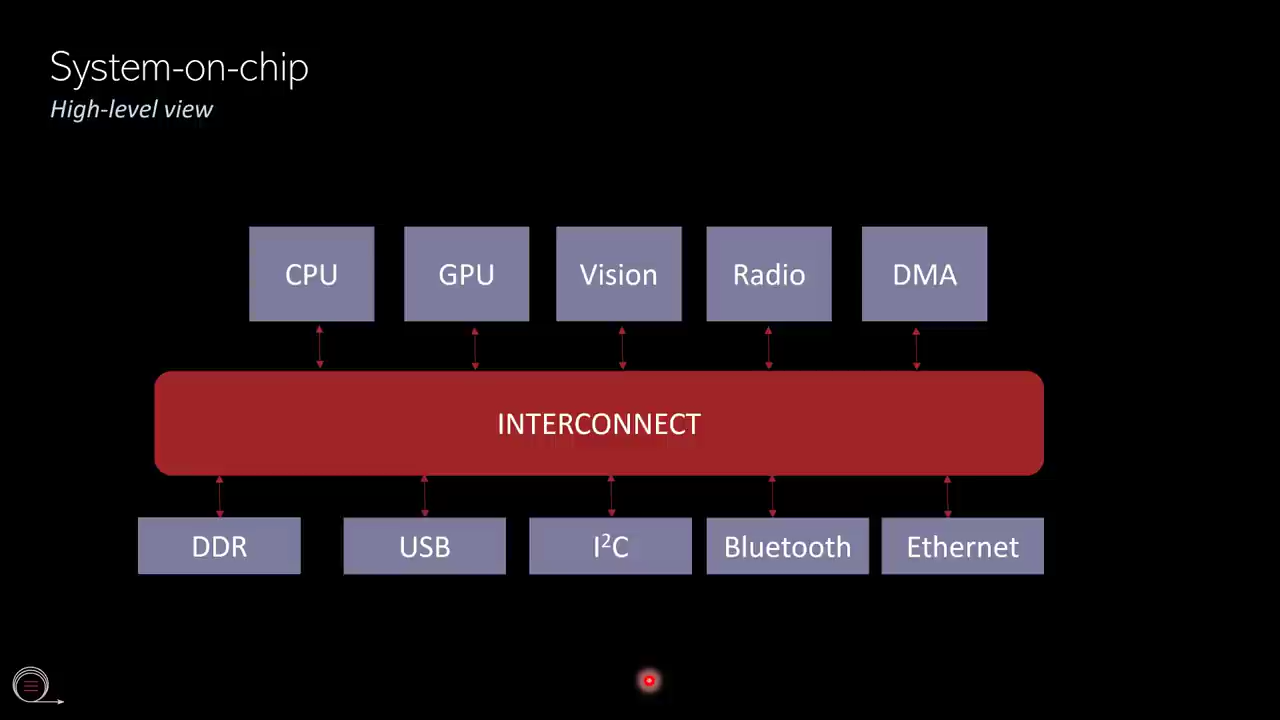 System-on-chip
High-level view
CPU
GPU
Vision
Radio
DMA
INTERCONNECT
DDR
USB
I²C
Bluetooth
Ethernet